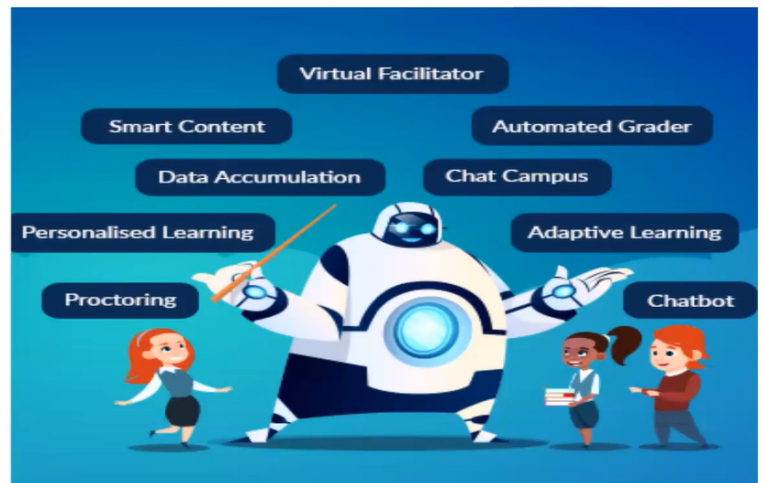 Virtual Facilitator
Smart Content
Automated Grader
Data Accumulation
Chat Campus
Personalised Learning
Adaptive Learning
Proctoring
Chatbot